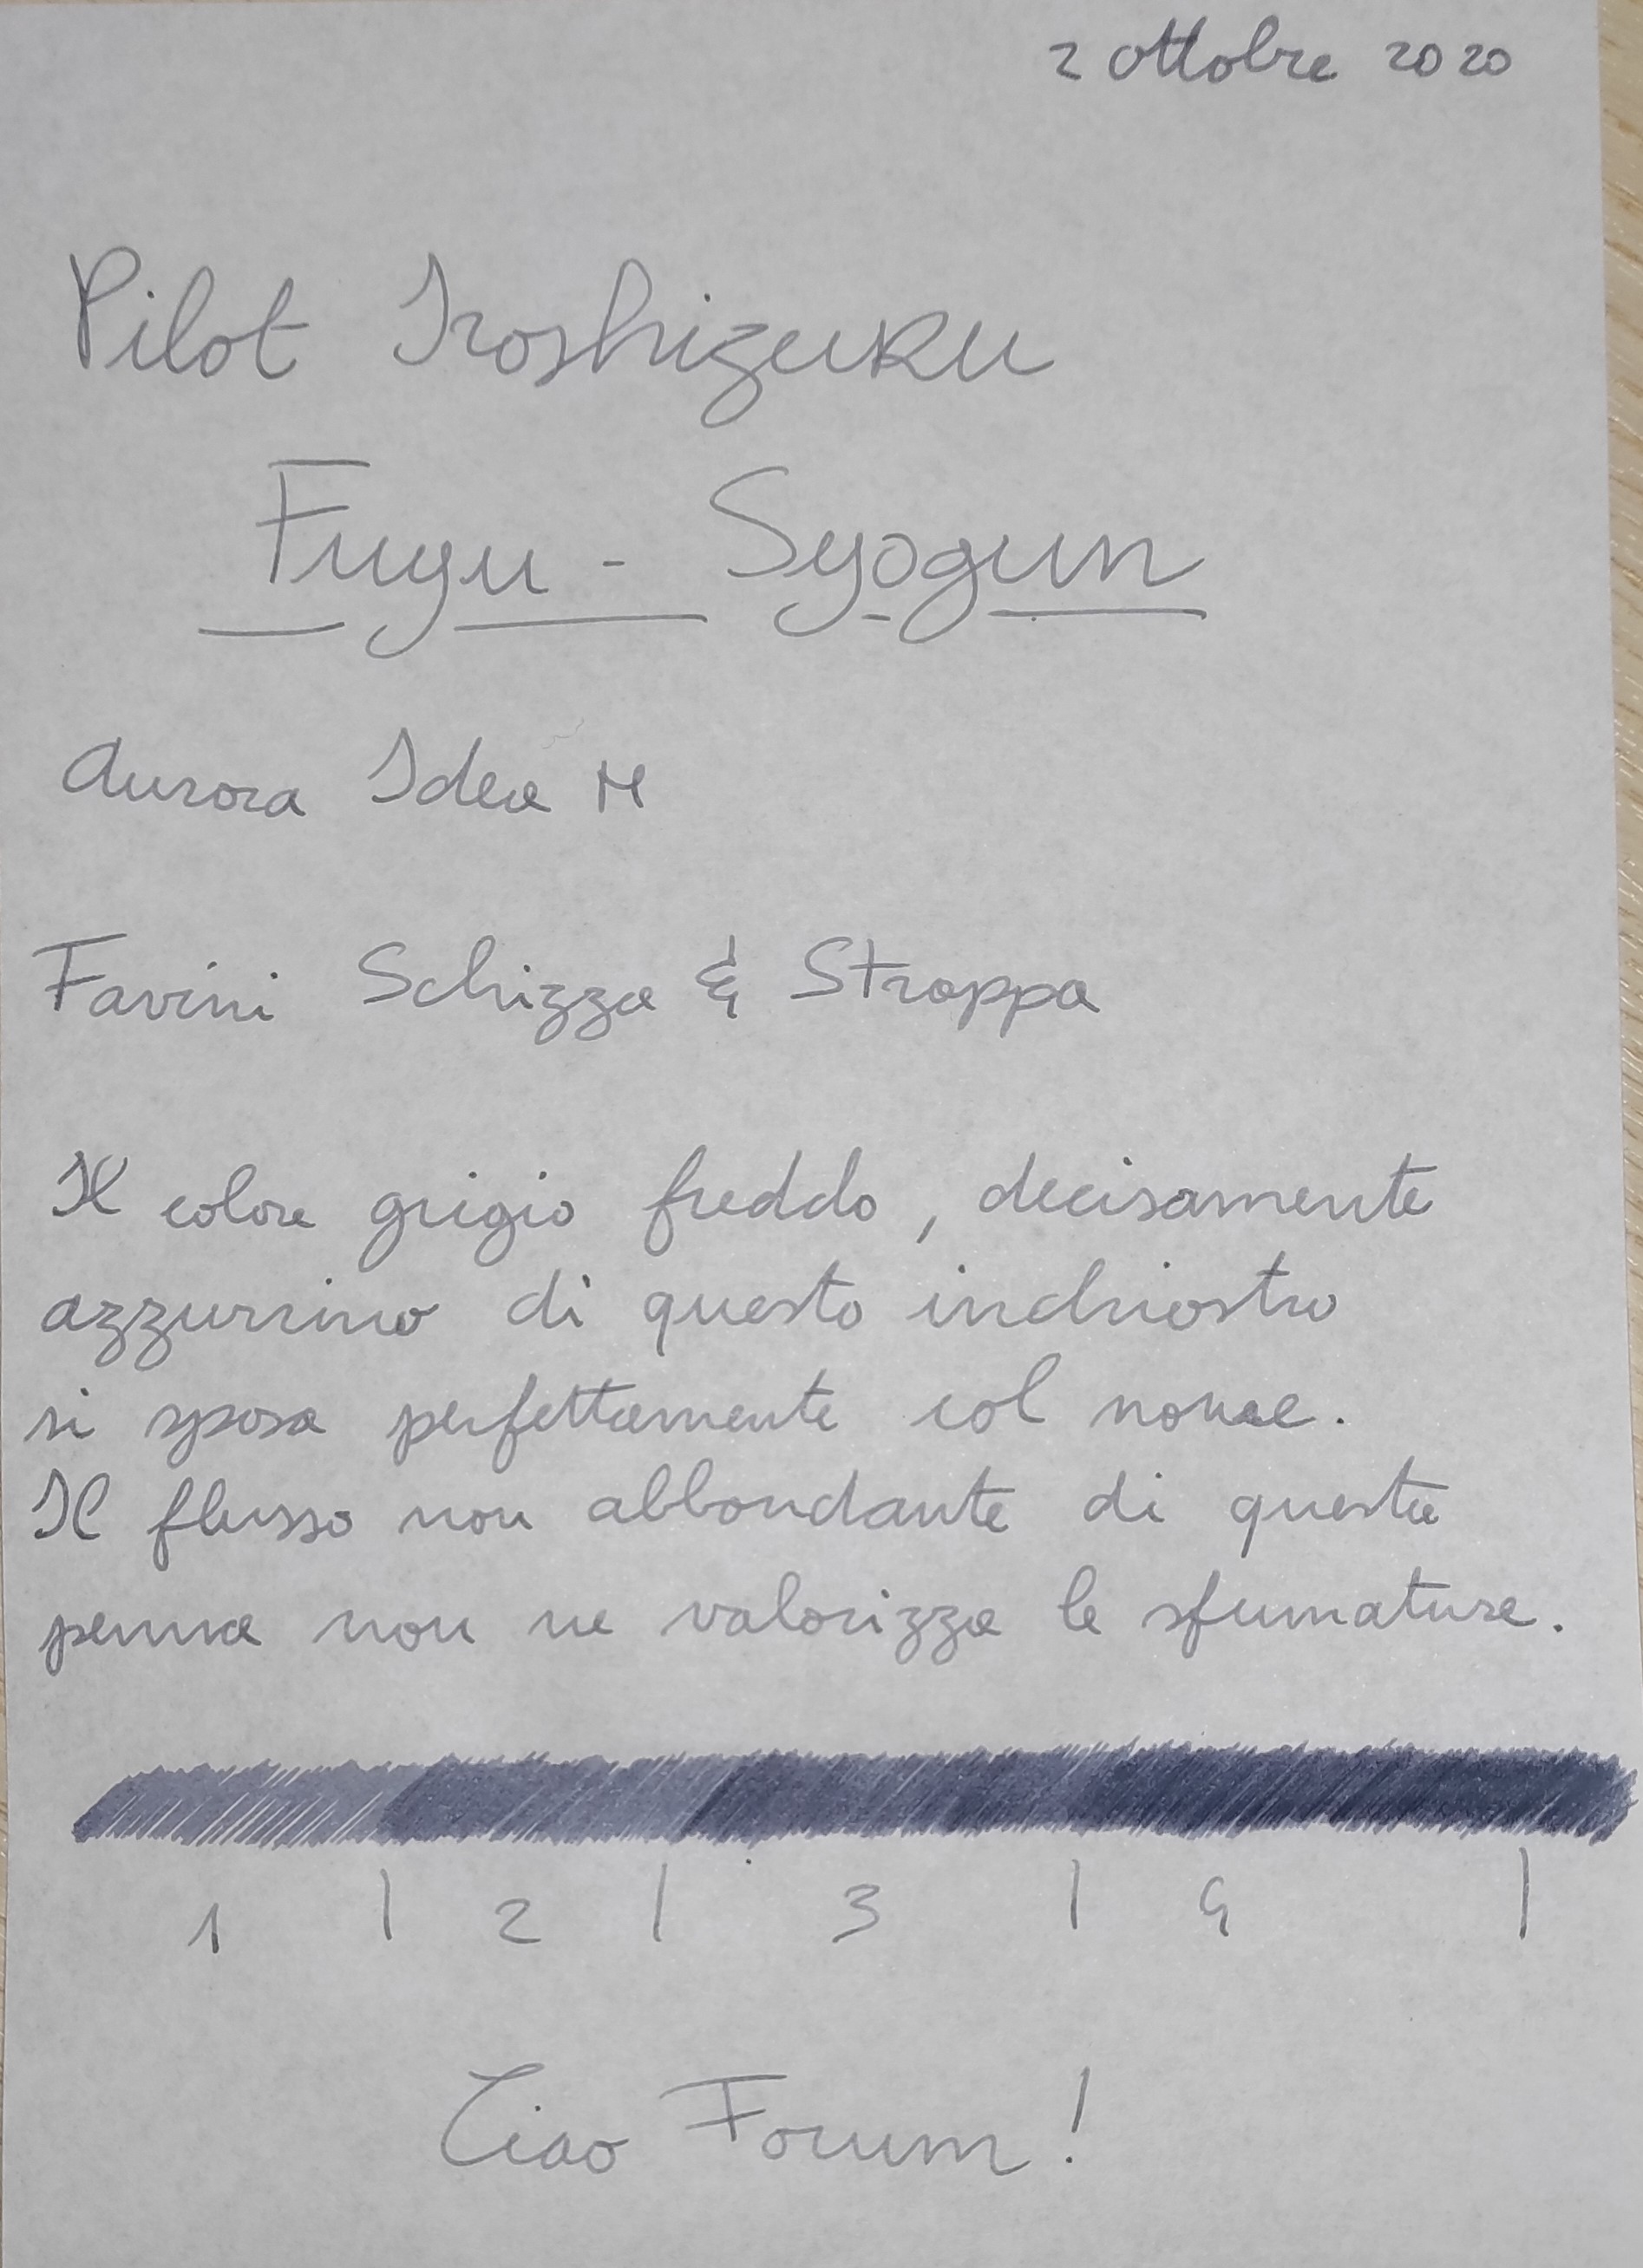 2 ottobre 2020
Pilot Iroshizuku
Fugu - Syogun
Aurora Idea M
Favini Schizza & Strappa
Il colore grigio freddo, decisamente
azzurrino di questo inchiostro
si sposa perfettamente col nome.
Il flusso non abbondante di questa
penna non ne valorizza le sfumature.
1 | 2 | 3 | 4 |
Ciao Forum!